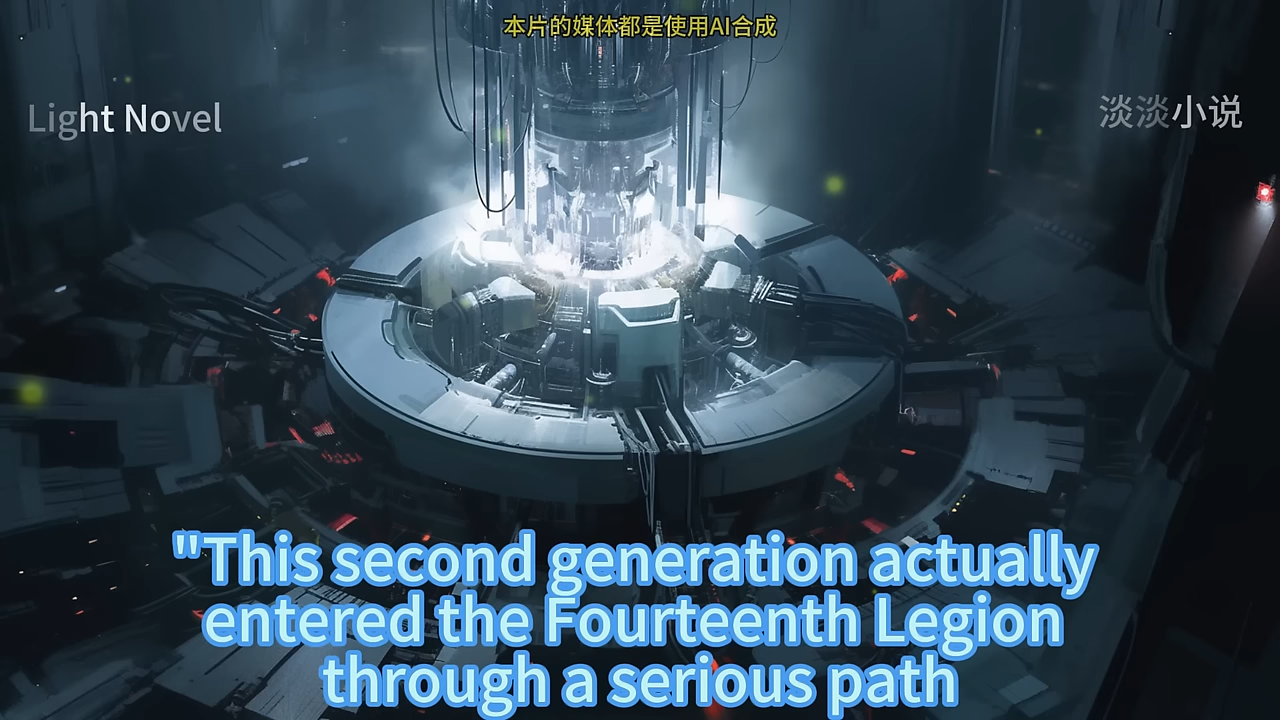 本片的媒体都是使用AI合成
Light Novel
淡淡小说
"This second generation actually
entered the Fourteenth Legion
through a serious path